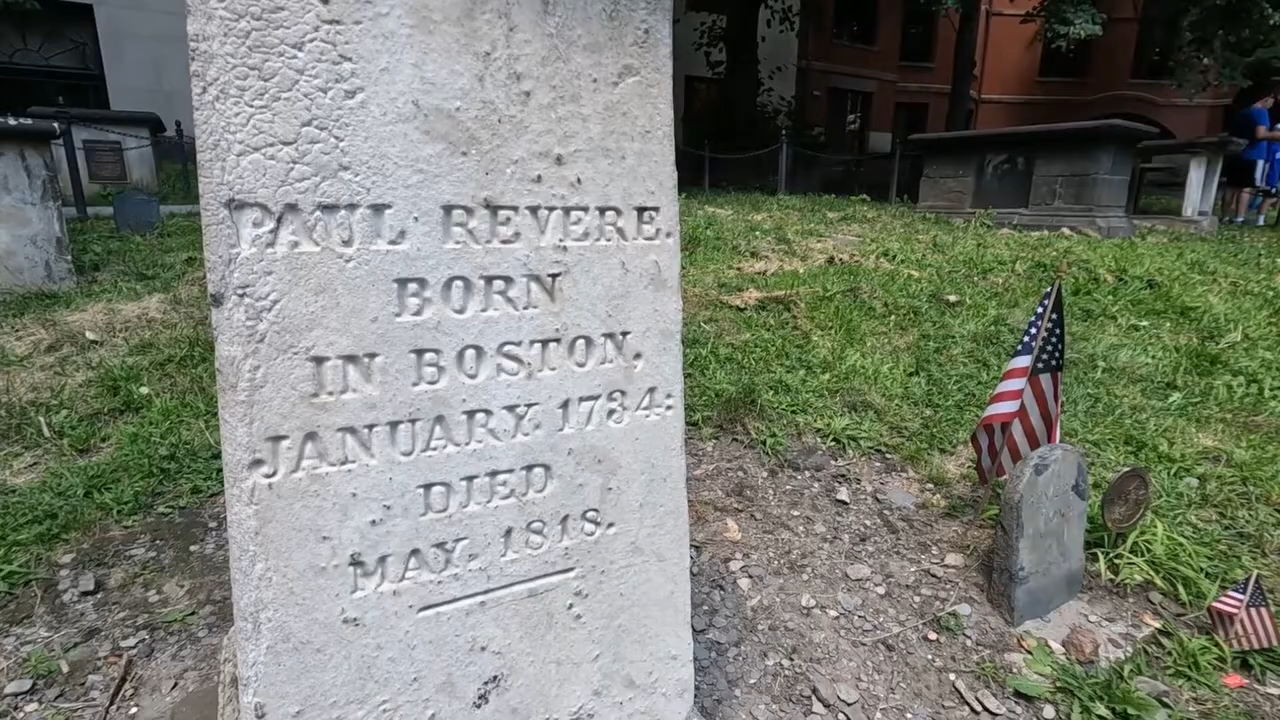 PAUL REVERE.
BORN
IN BOSTON,
JANUARY. 1734:
DIED
MAY. 1818.